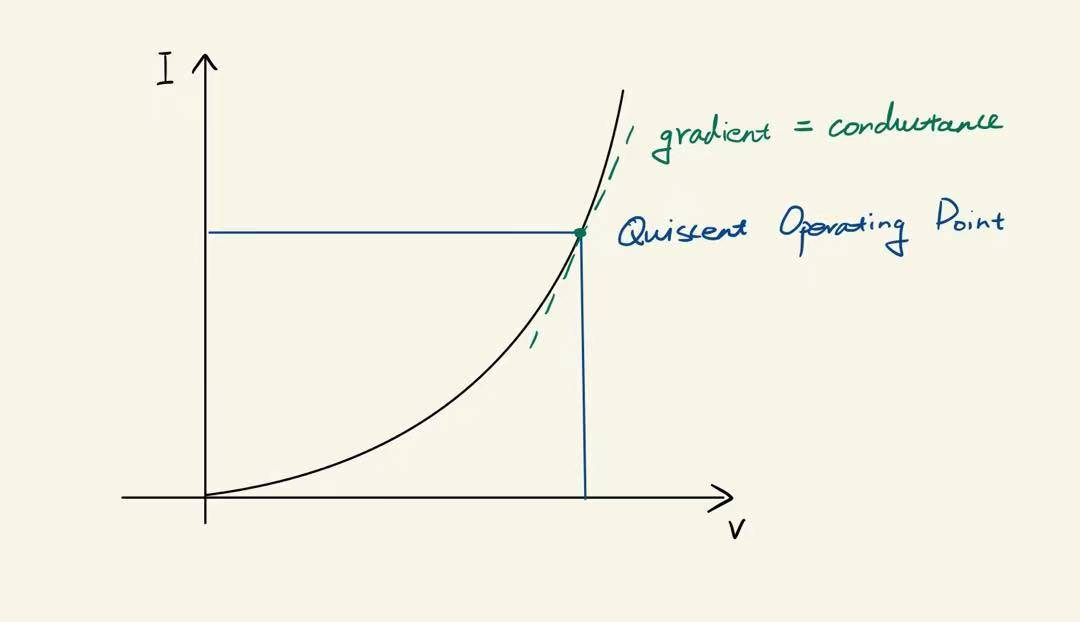 I
gradient = conductance
Quiscent Operating Point
V